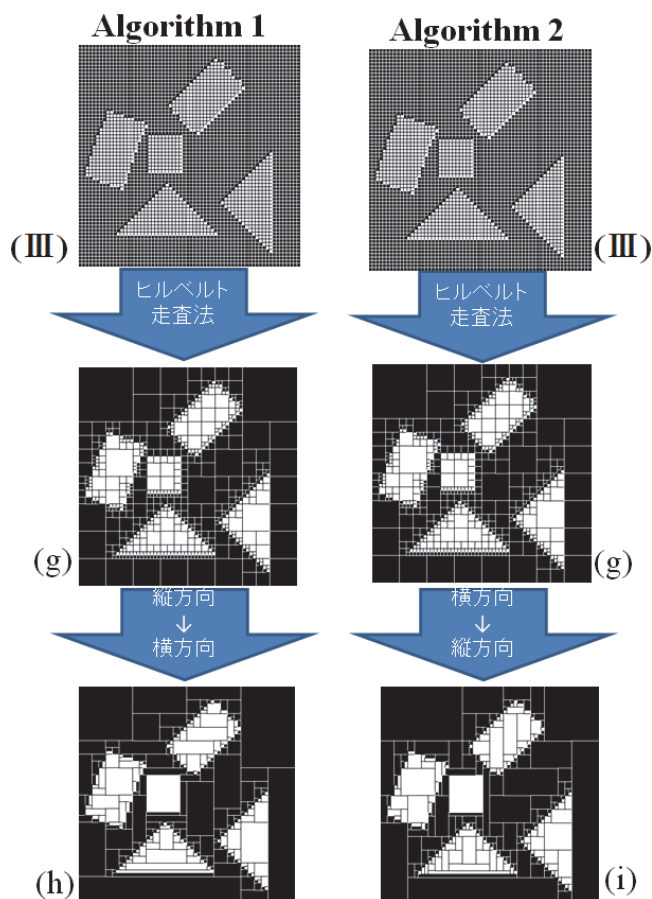 Algorithm 1
Algorithm 2
(III)
(III)
ヒルベルト
走査法
ヒルベルト
走査法
(g)
(g)
縦方向
↓
横方向
横方向
↓
縦方向
(h)
(i)